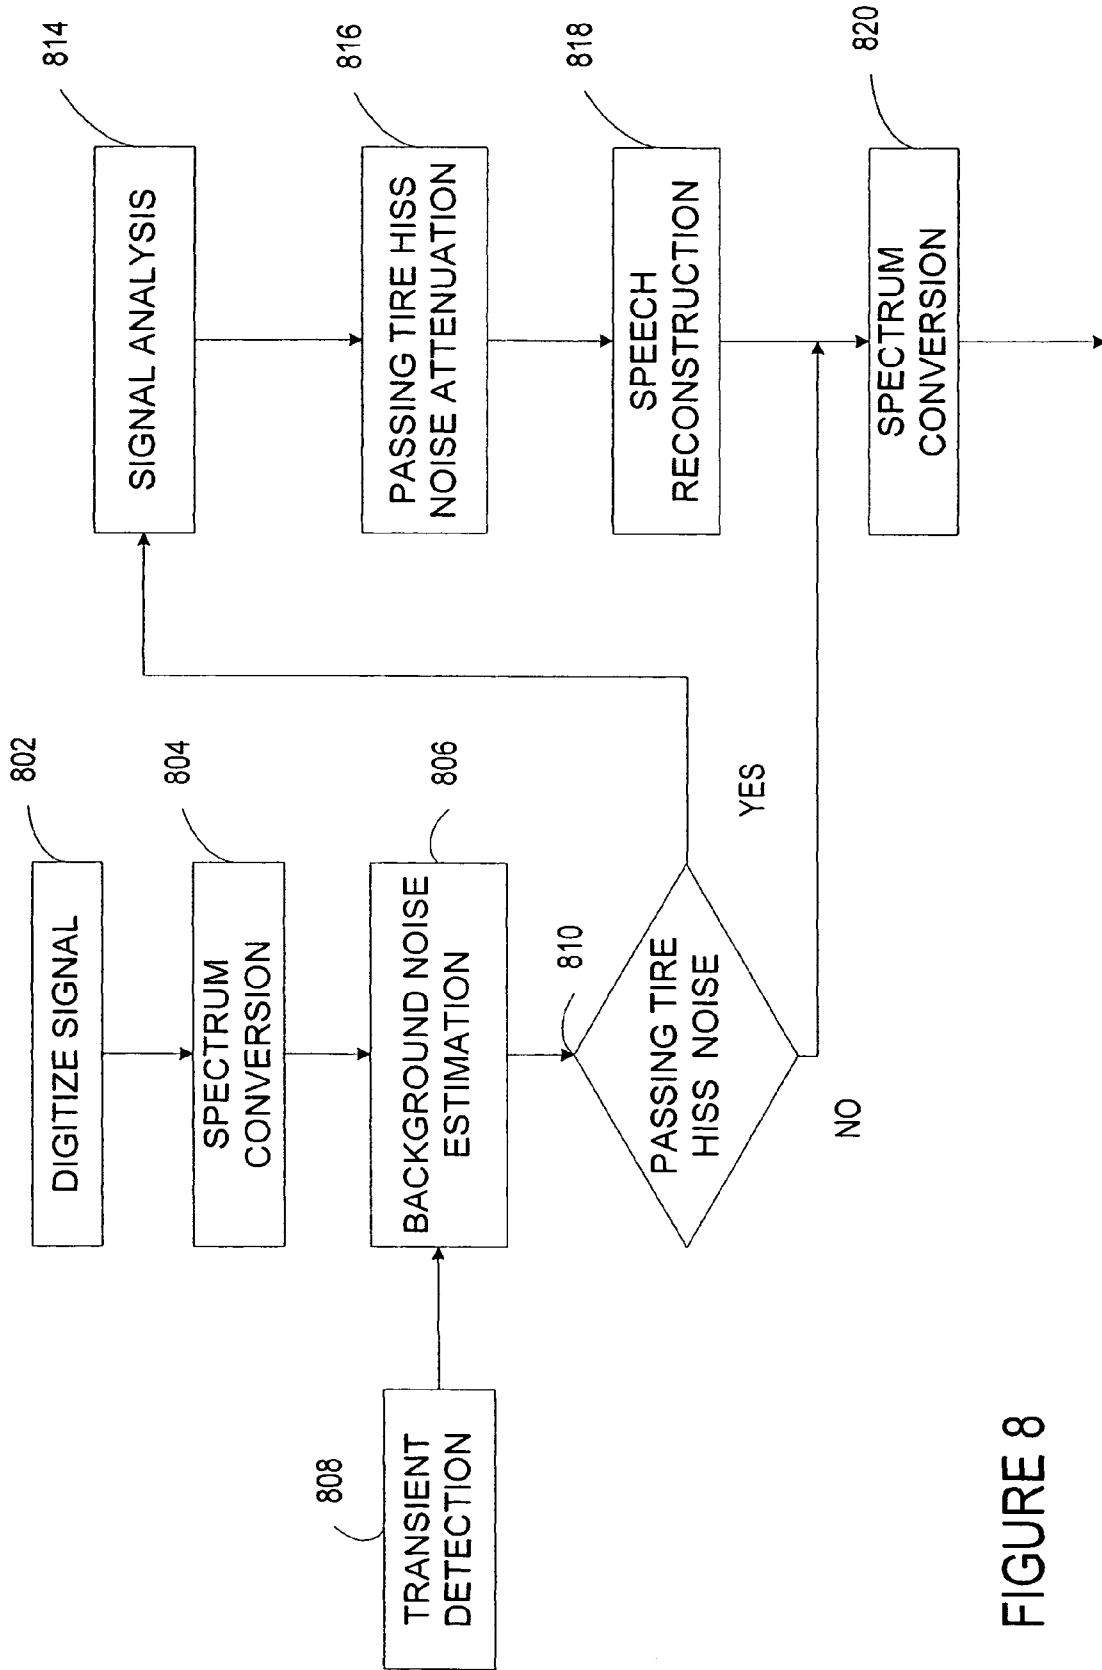 802
DIGITIZE SIGNAL
804
SPECTRUM
CONVERSION
806
BACKGROUND NOISE
ESTIMATION
808
TRANSIENT
DETECTION
810
PASSING TIRE
HISS NOISE
YES
NO
814
SIGNAL ANALYSIS
816
PASSING TIRE HISS
NOISE ATTENUATION
818
SPEECH
RECONSTRUCTION
820
SPECTRUM
CONVERSION
FIGURE 8